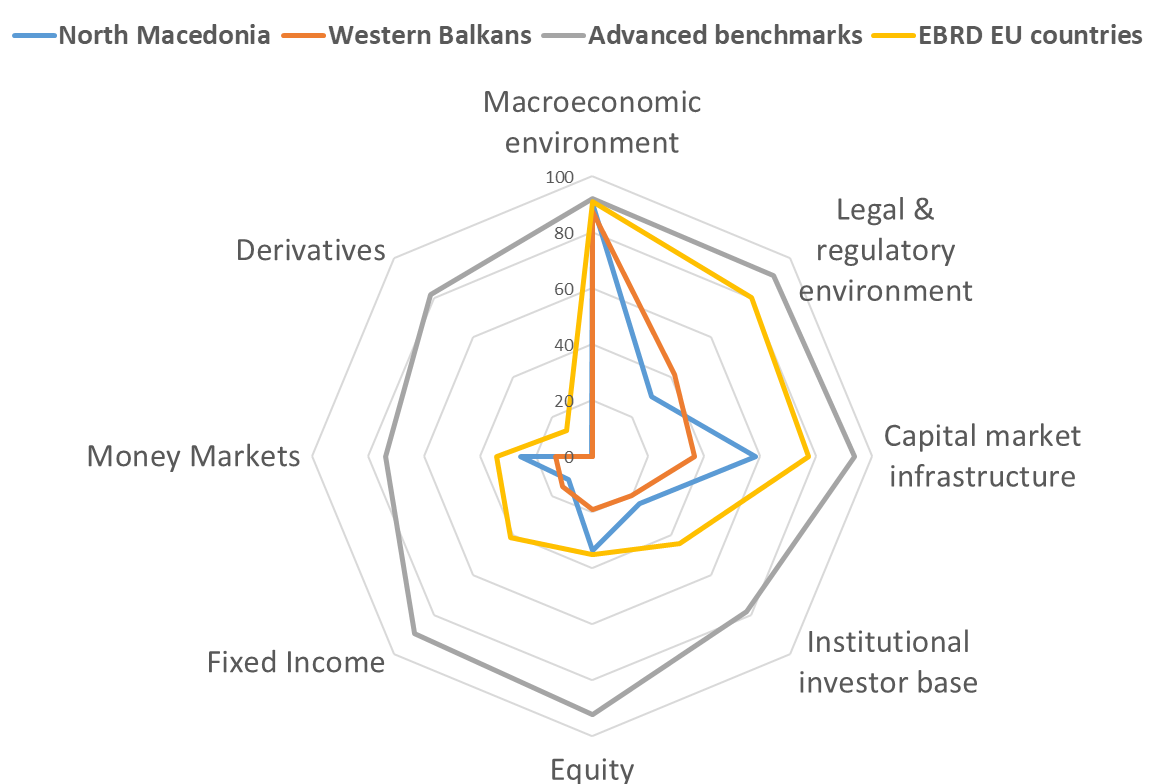 North Macedonia Western Balkans Advanced benchmarks EBRD EU countries
Macroeconomic
environment
100
80
60
40
20
0
Legal &
regulatory
environment
Capital market
infrastructure
Institutional
investor base
Equity
Fixed Income
Money Markets
Derivatives